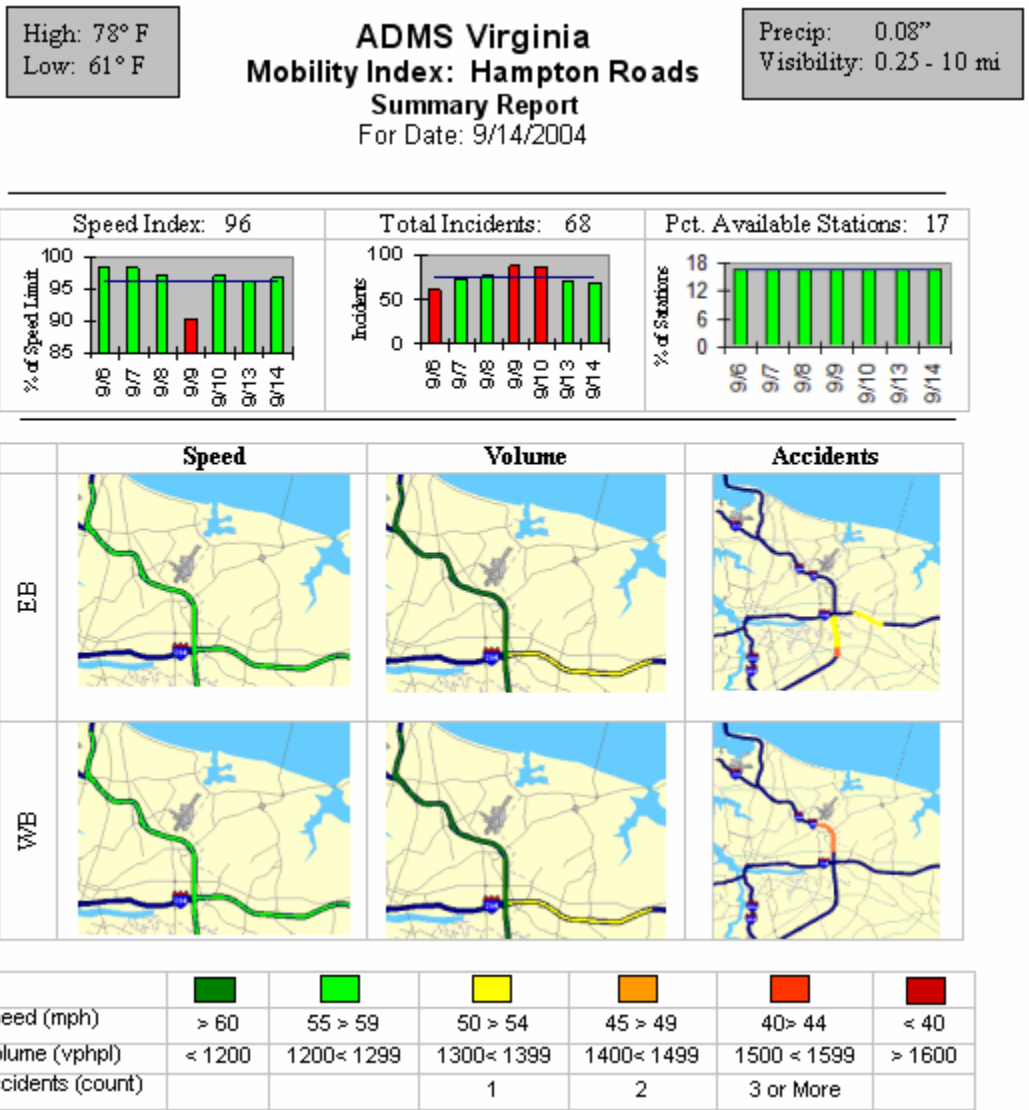 High: 78° F
Low: 61° F
ADMS Virginia
Mobility Index: Hampton Roads
Summary Report
For Date: 9/14/2004
Precip: 0.08”
Visibility: 0.25 - 10 mi
Speed Index: 96
Total Incidents: 68
Pct. Available Stations: 17
% of Speed Limit
100
95
90
85
9/6 9/7 9/8 9/9 9/10 9/13 9/14
Incidents
100
50
0
9/6 9/7 9/8 9/9 9/10 9/13 9/14
% of Satations
18
12
6
0
9/6 9/7 9/8 9/9 9/10 9/13 9/14
Speed Volume Accidents
EB
WB
eed (mph) > 60 55 > 59 50 > 54 45 > 49 40> 44 < 40
lume (vphpl) < 1200 1200< 1299 1300< 1399 1400< 1499 1500 < 1599 > 1600
cidents (count) 1 2 3 or More